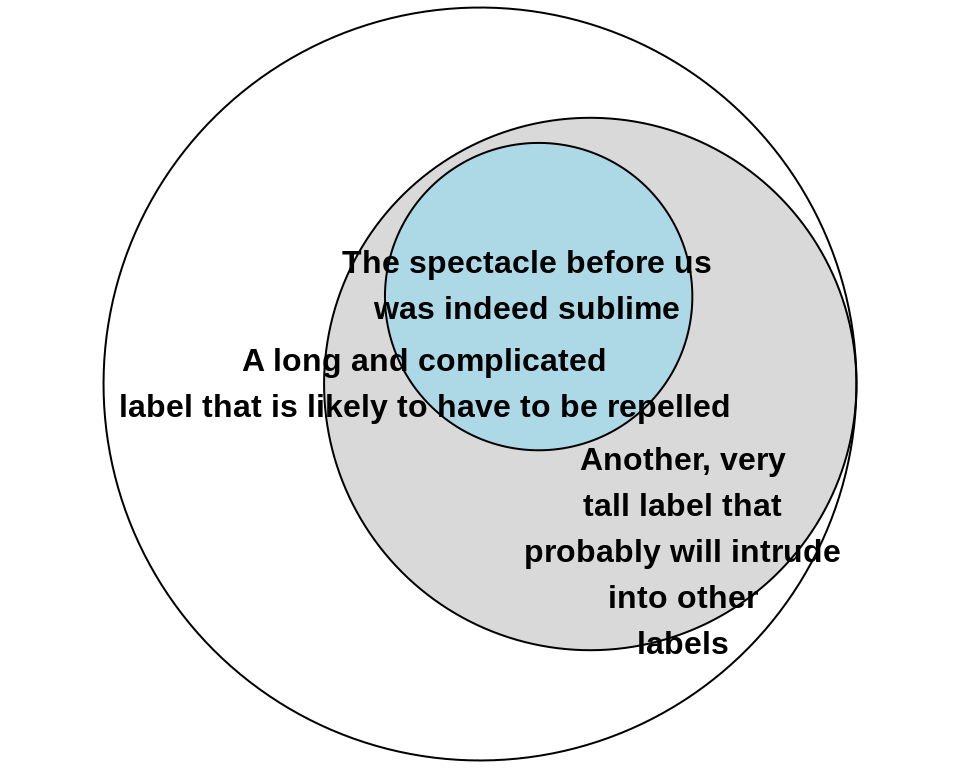 The spectacle before us
was indeed sublime
A long and complicated
label that is likely to have to be repelled
Another, very
tall label that
probably will intrude
into other
labels